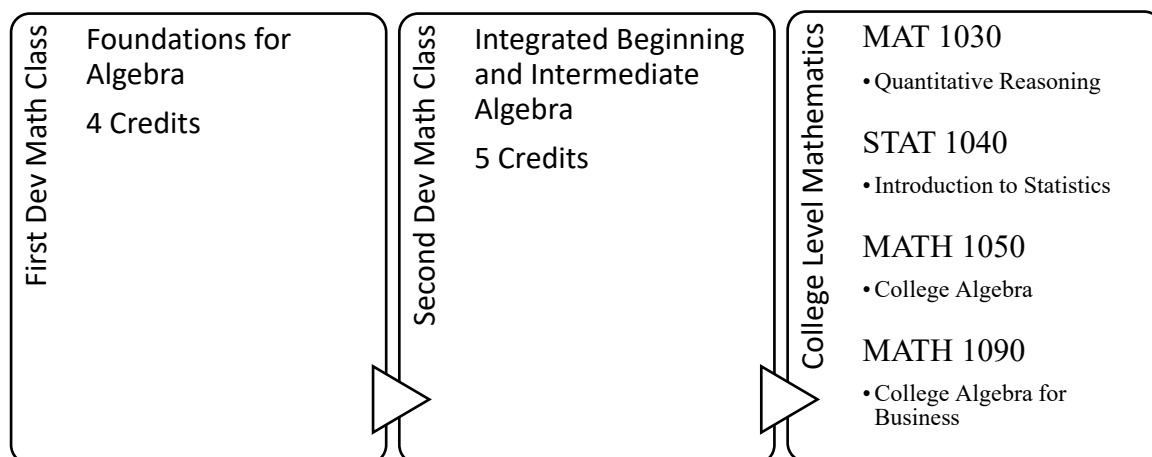 First Dev Math Class
Foundations for
Algebra
4 Credits
Second Dev Math Class
Integrated Beginning
and Intermediate
Algebra
5 Credits
College Level Mathematics
MAT 1030
• Quantitative Reasoning
STAT 1040
• Introduction to Statistics
MATH 1050
• College Algebra
MATH 1090
• College Algebra for
Business